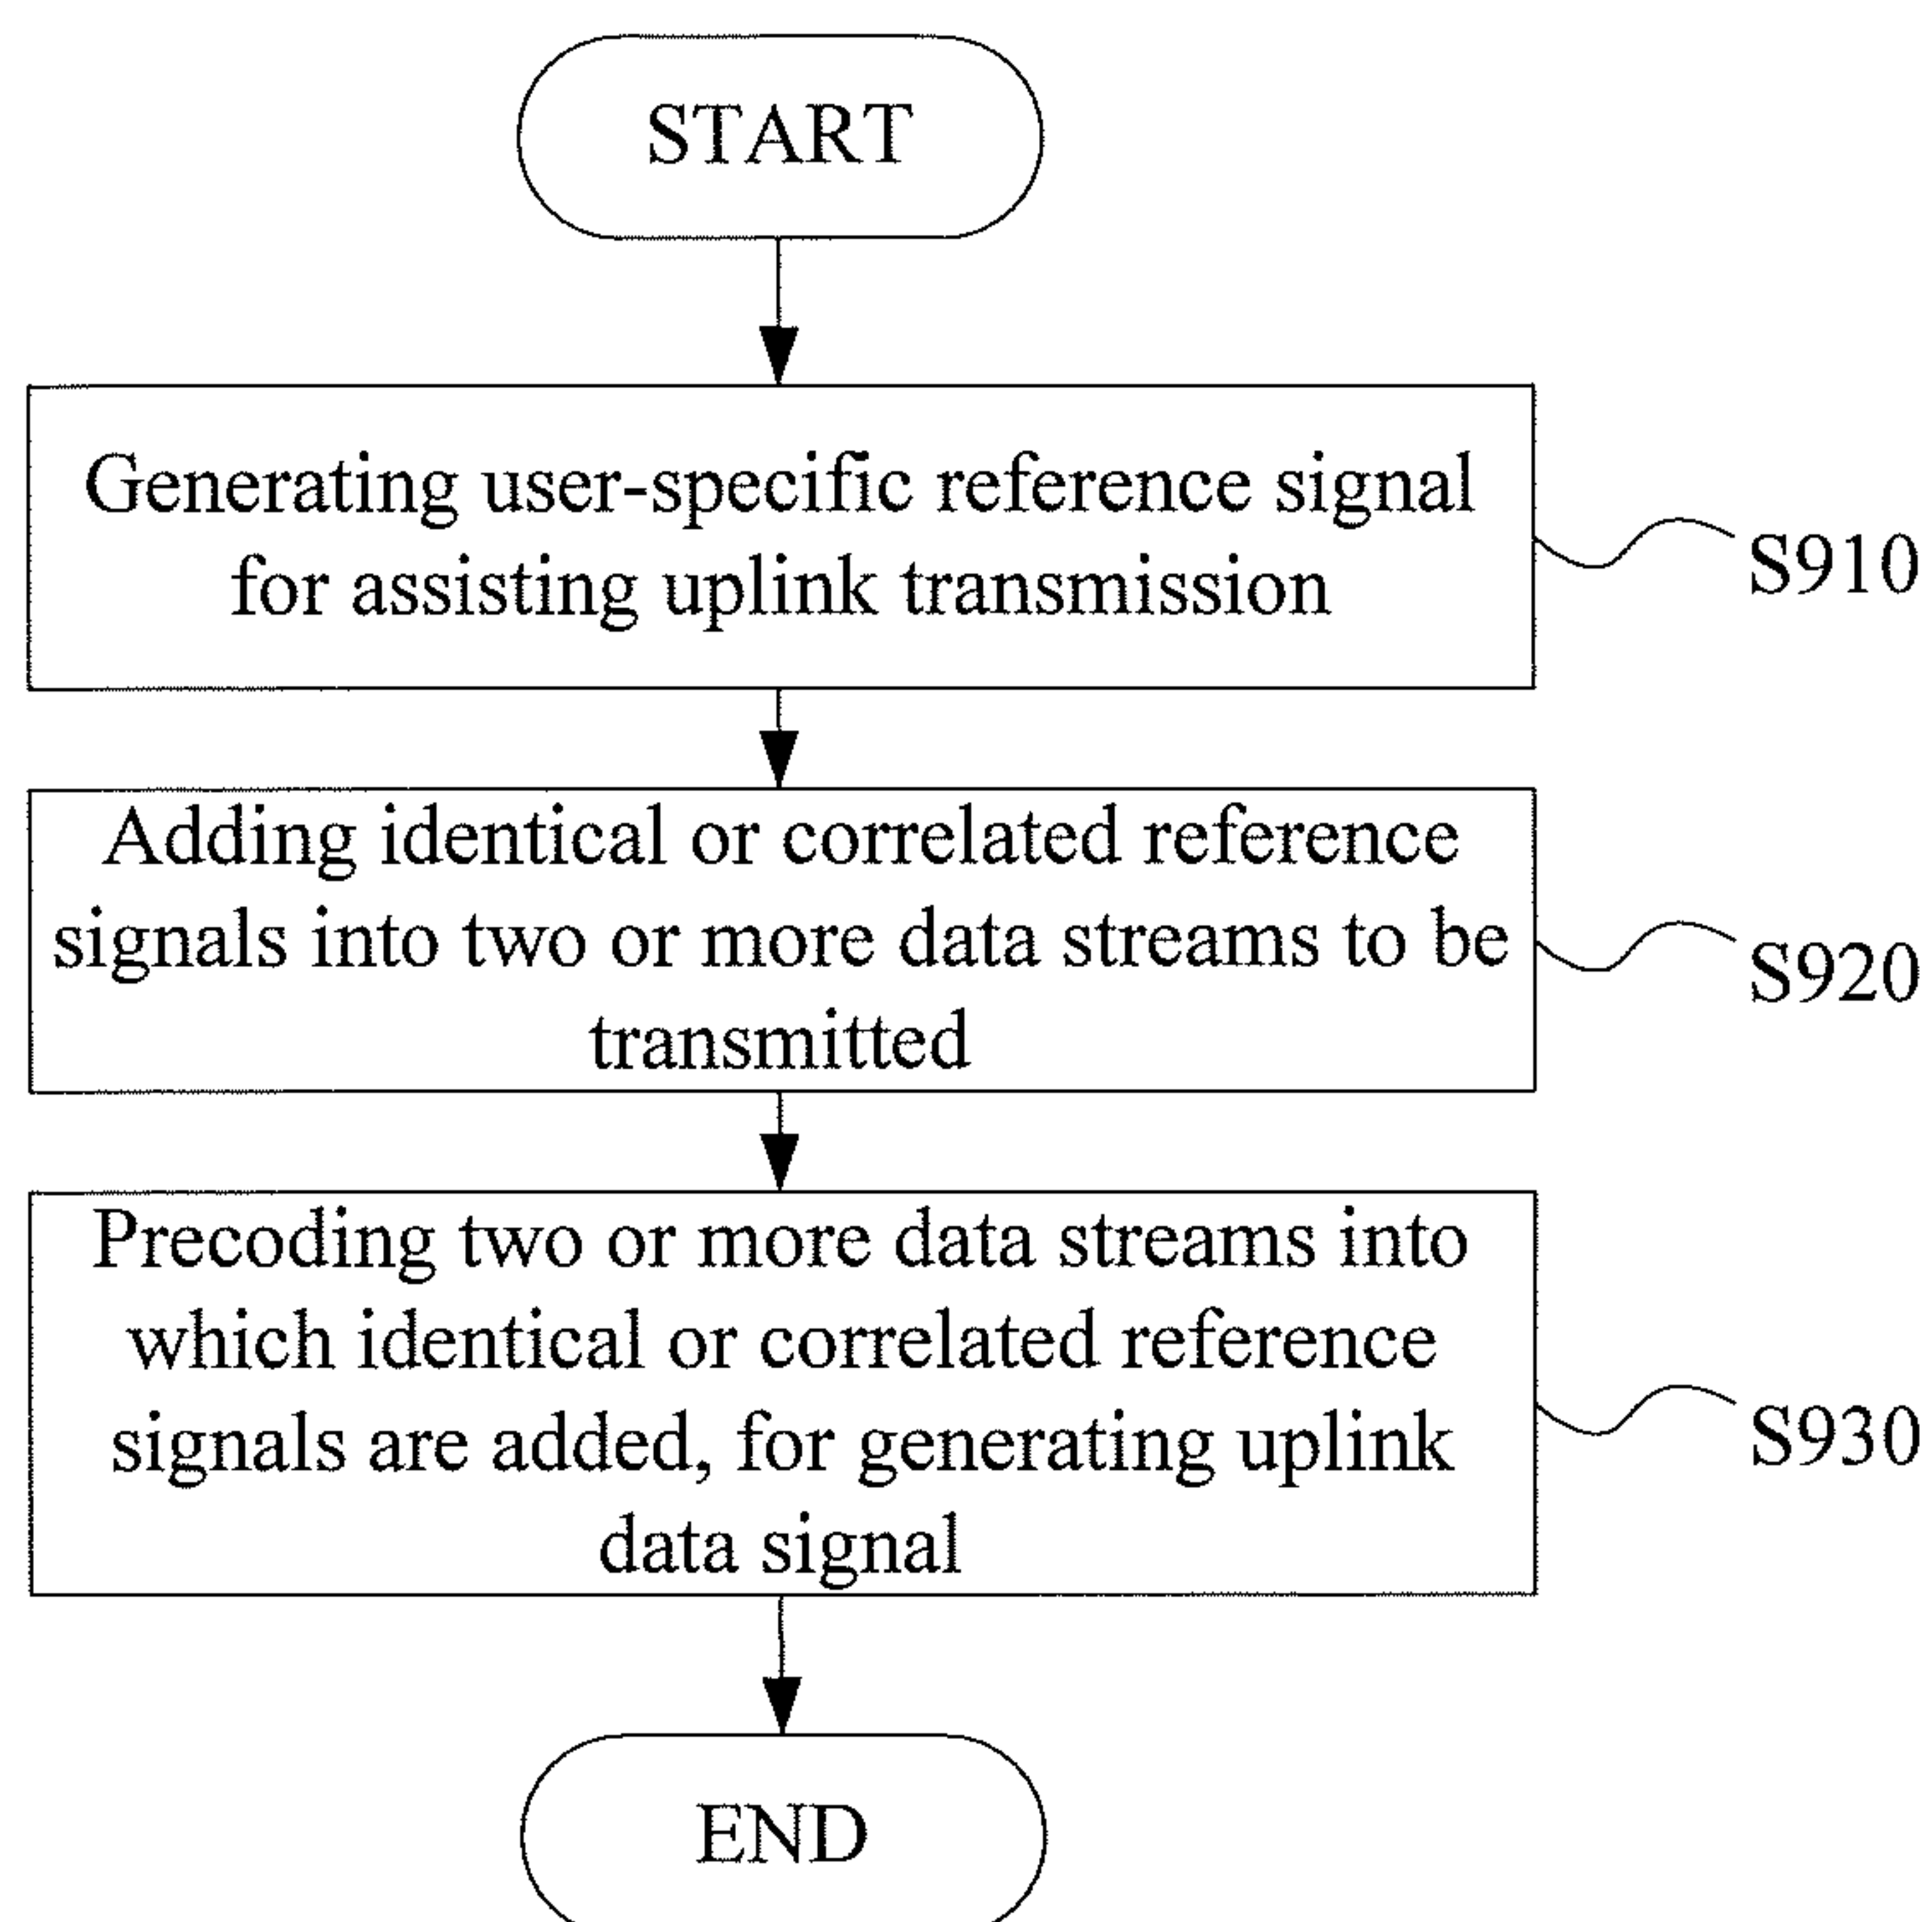 START
Generating user-specific reference signal
for assisting uplink transmission
S910
Adding identical or correlated reference
signals into two or more data streams to be
transmitted
S920
Precoding two or more data streams into
which identical or correlated reference
signals are added, for generating uplink
data signal
S930
END